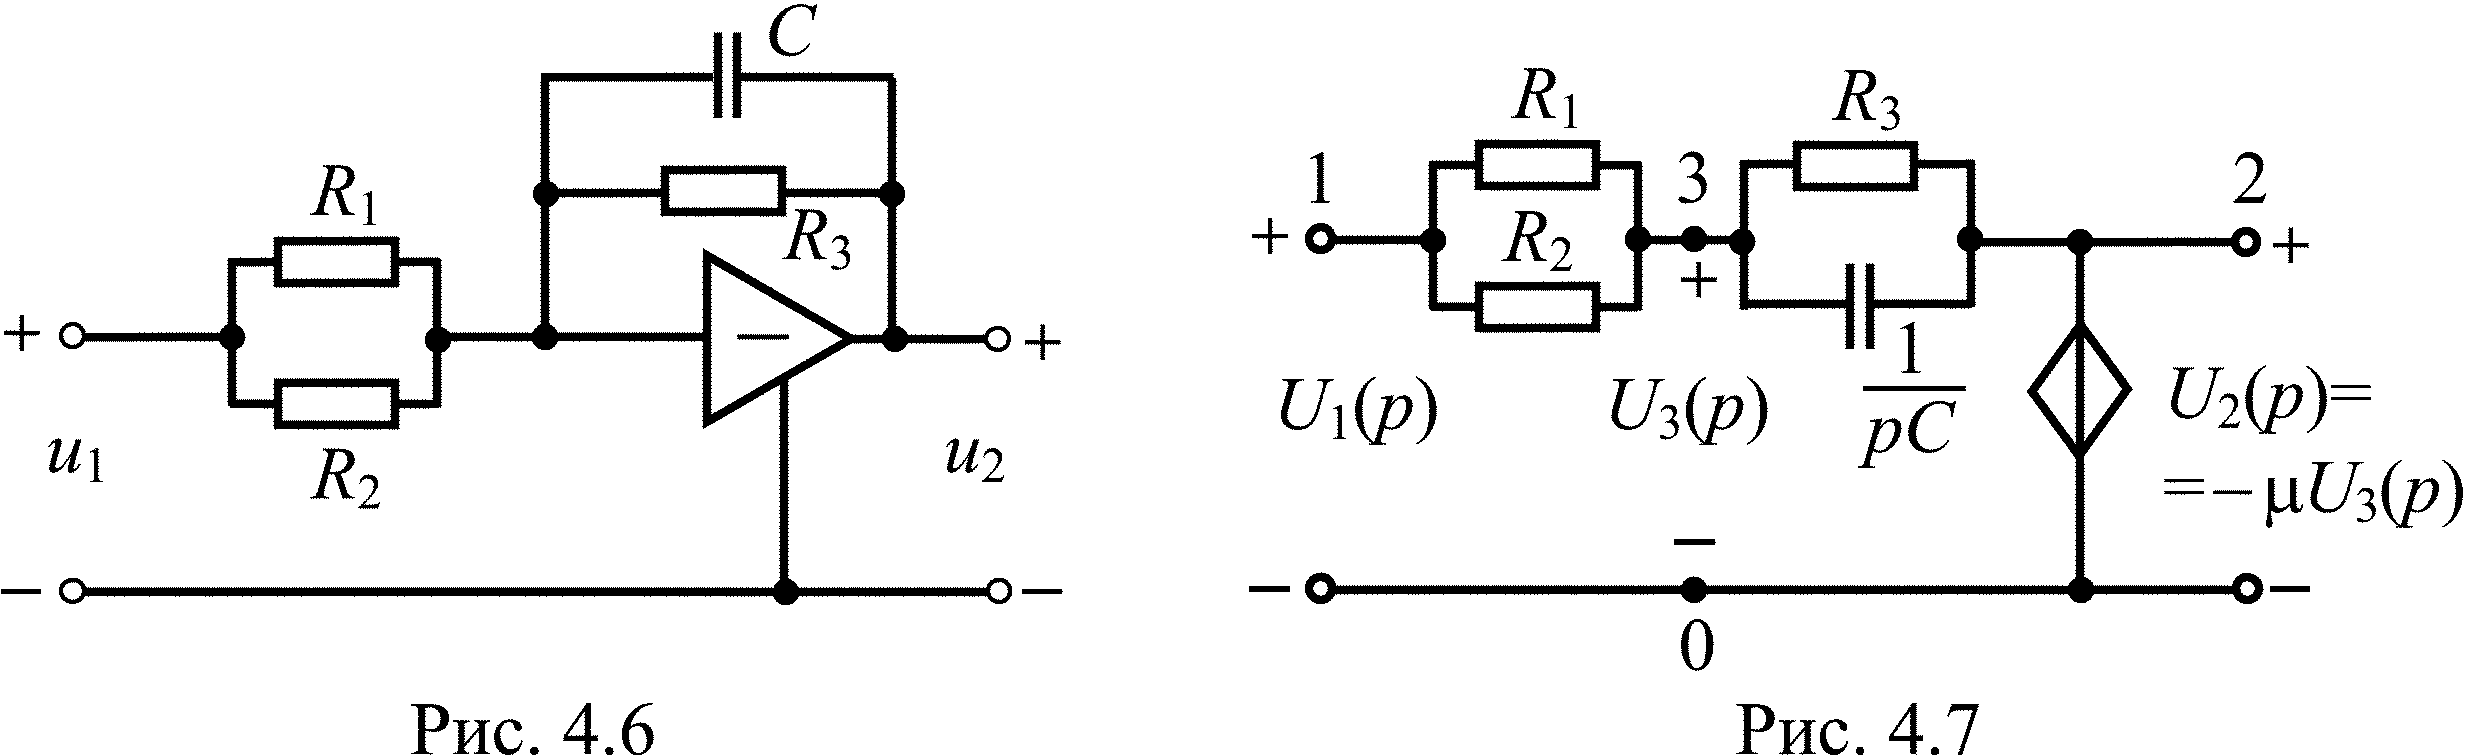 C
R₁
R₃
R₂
+
+
u₁
u₂
−
−
−
Рис. 4.6
R₁
R₃
1
3
2
+
R₂
+
+
U₁(p)
U₃(p)
1
pC
U₂(p)=
=− μU₃(p)
−
−
−
0
Рис. 4.7